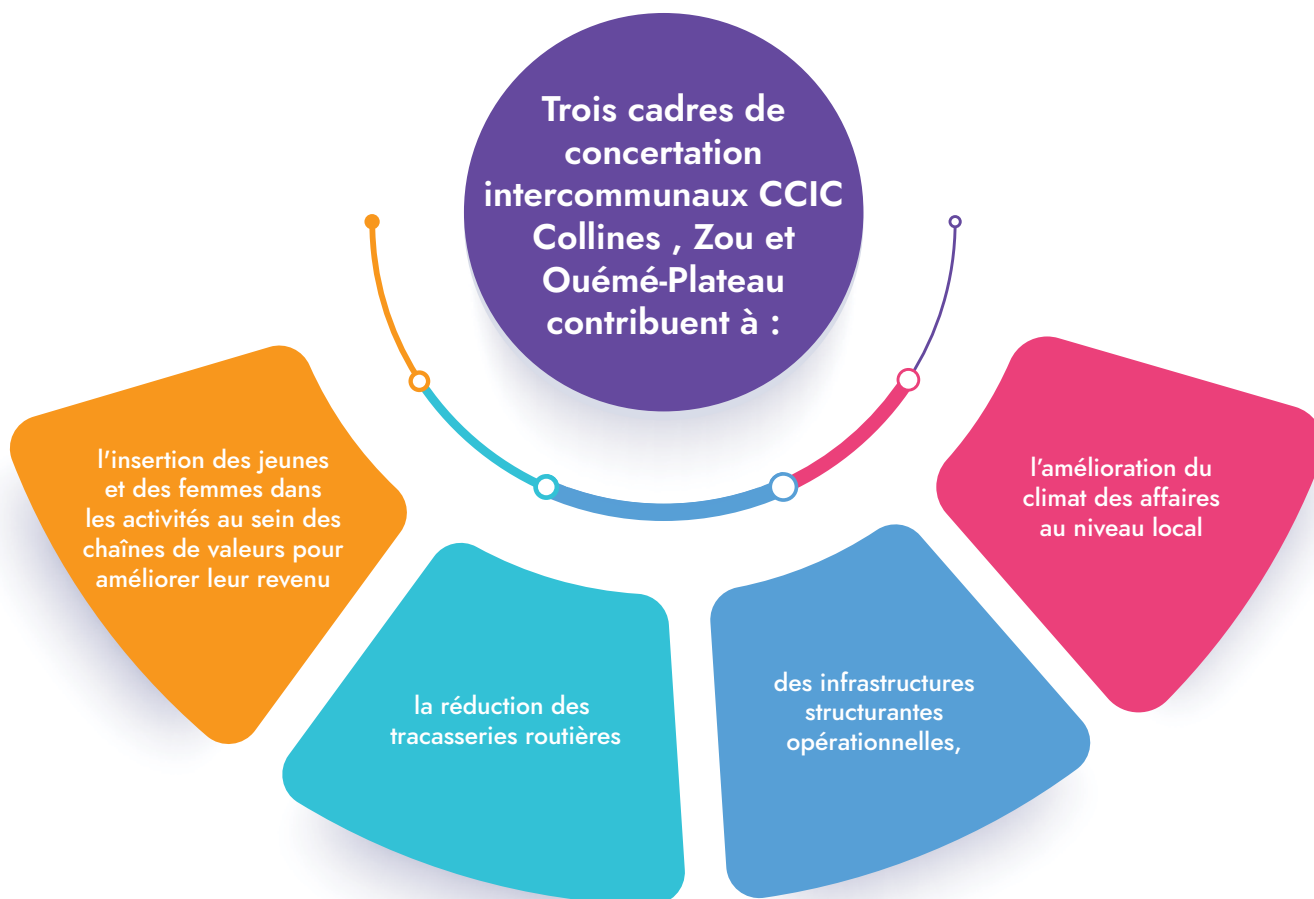 Trois cadres de
concertation
intercommunaux CCIC
Collines , Zou et
Ouémé-Plateau
contribuent à :
l'insertion des jeunes
et des femmes dans
les activités au sein des
chaînes de valeurs pour
améliorer leur revenu
la réduction des
tracasseries routières
des infrastructures
structurantes
opérationnelles,
l’amélioration du
climat des affaires
au niveau local